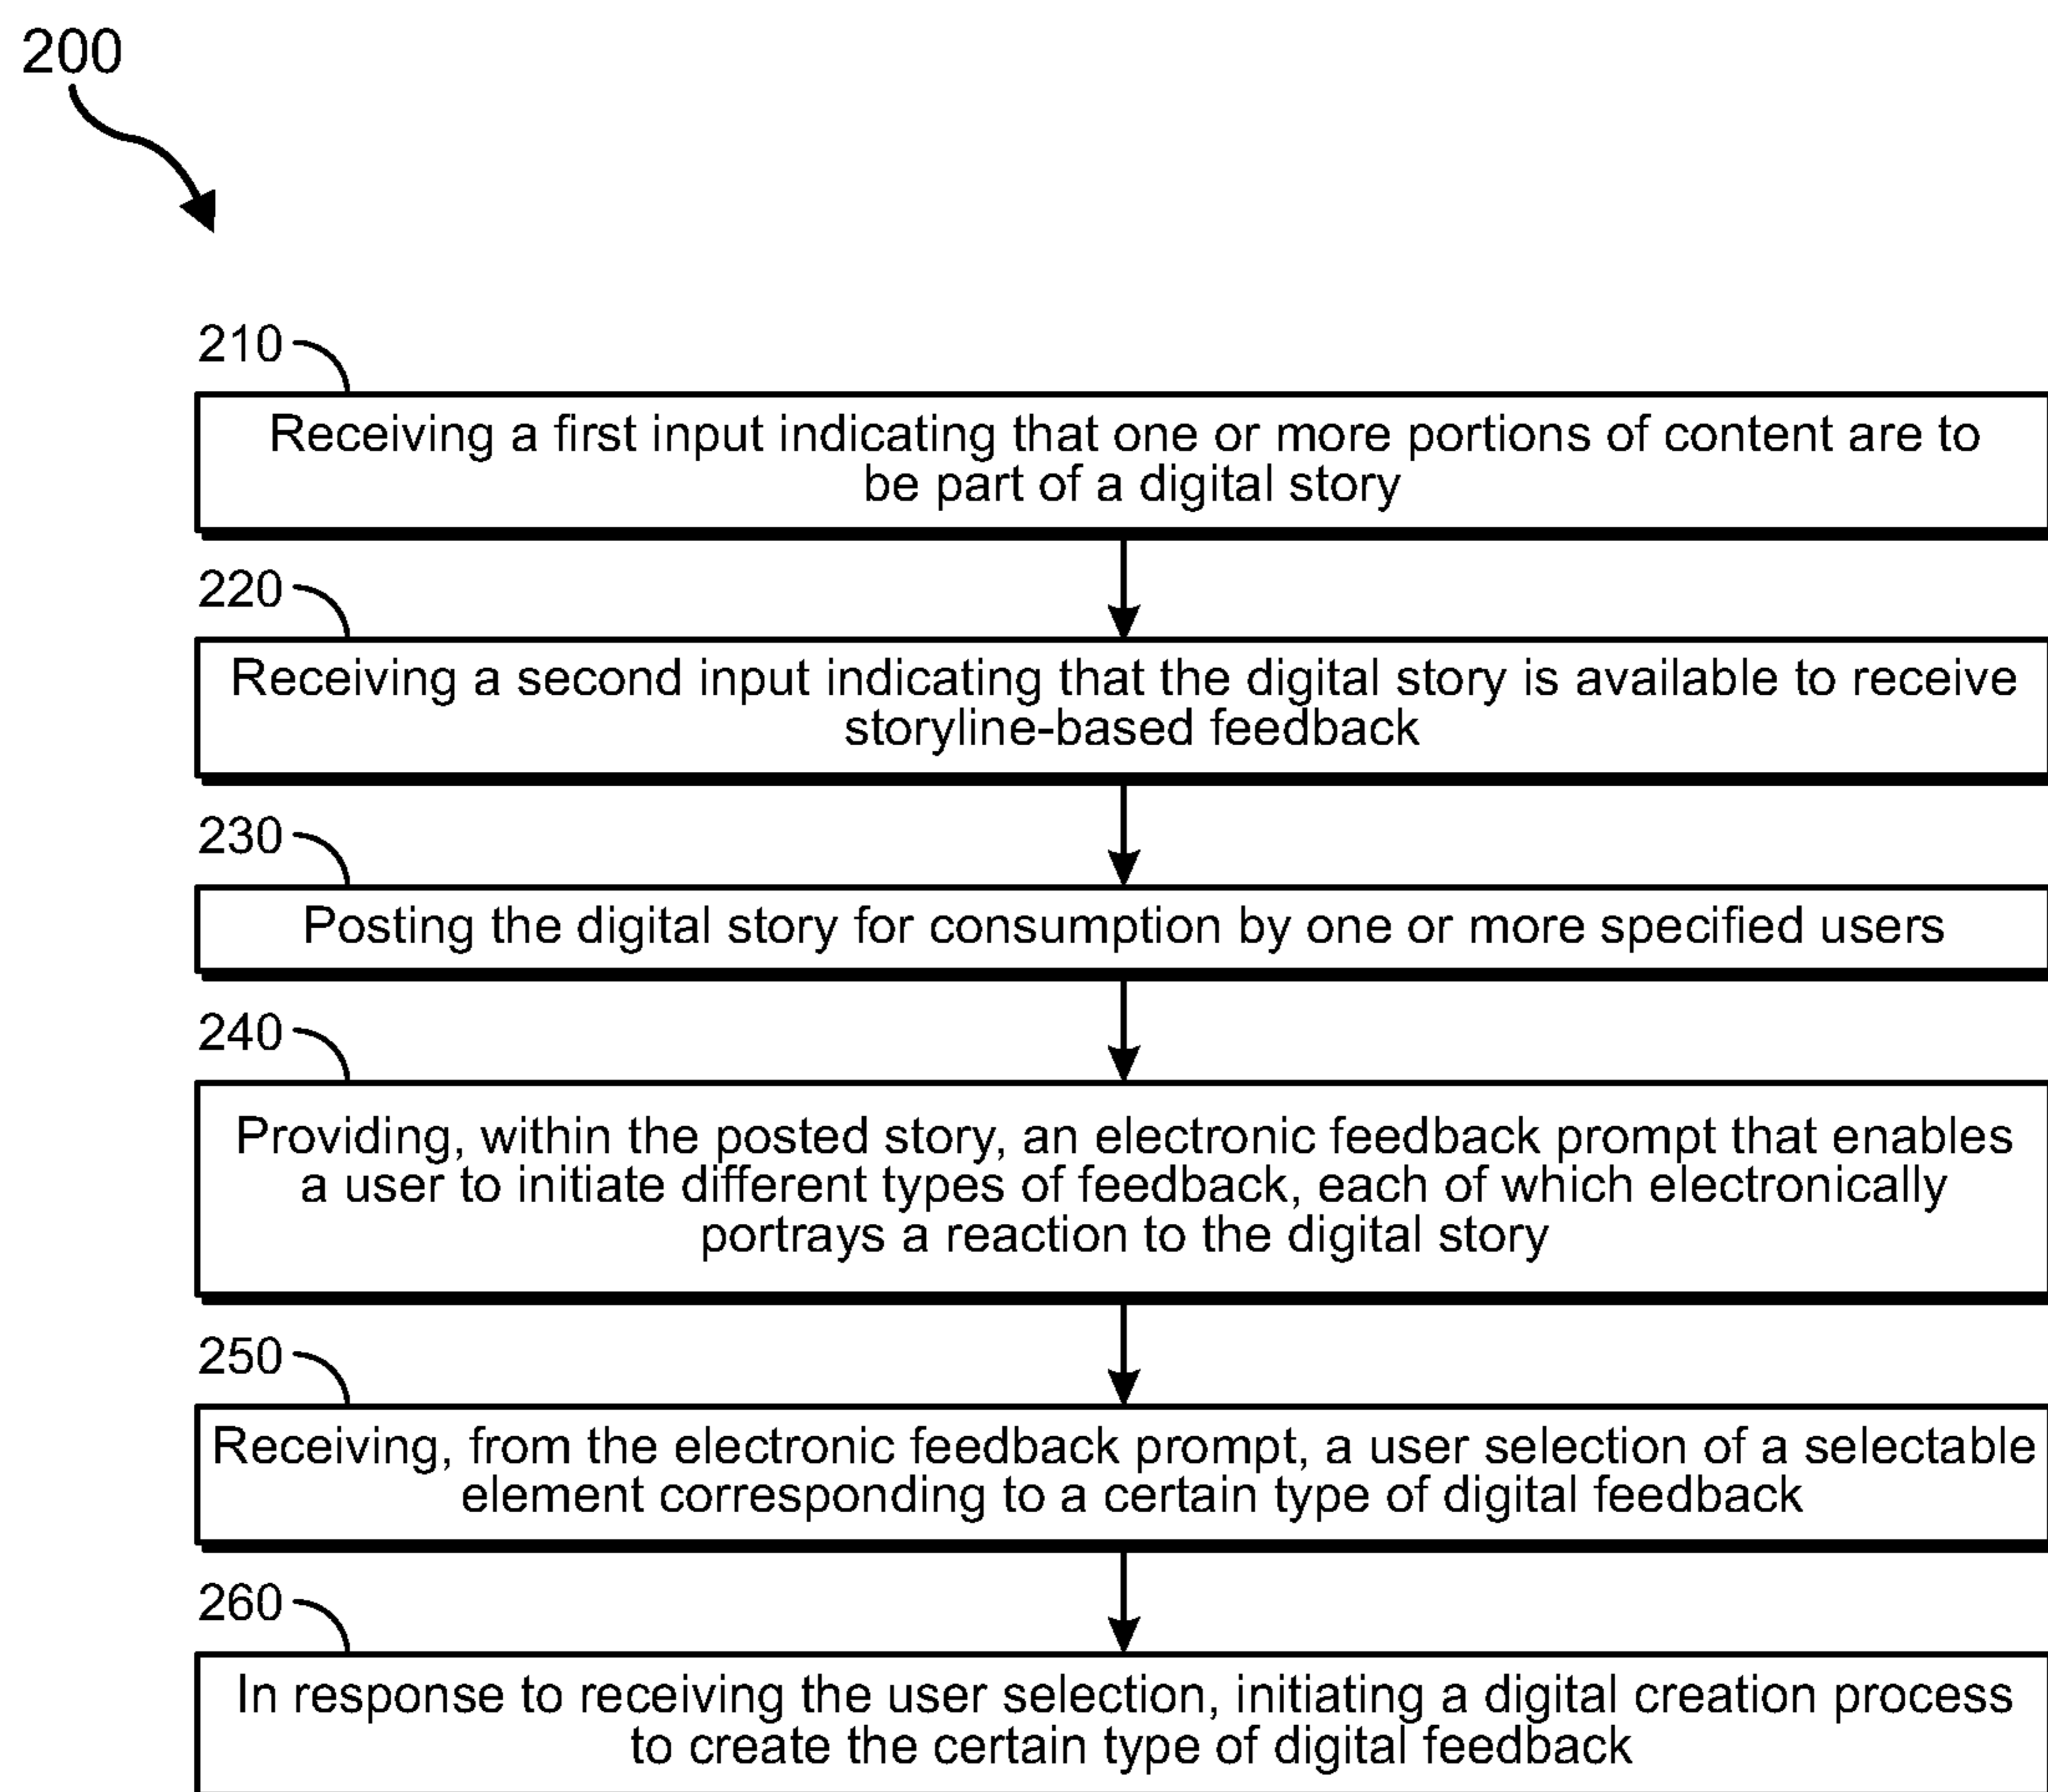 200
210
Receiving a first input indicating that one or more portions of content are to
be part of a digital story
220
Receiving a second input indicating that the digital story is available to receive
storyline-based feedback
230
Posting the digital story for consumption by one or more specified users
240
Providing, within the posted story, an electronic feedback prompt that enables
a user to initiate different types of feedback, each of which electronically
portrays a reaction to the digital story
250
Receiving, from the electronic feedback prompt, a user selection of a selectable
element corresponding to a certain type of digital feedback
260
In response to receiving the user selection, initiating a digital creation process
to create the certain type of digital feedback